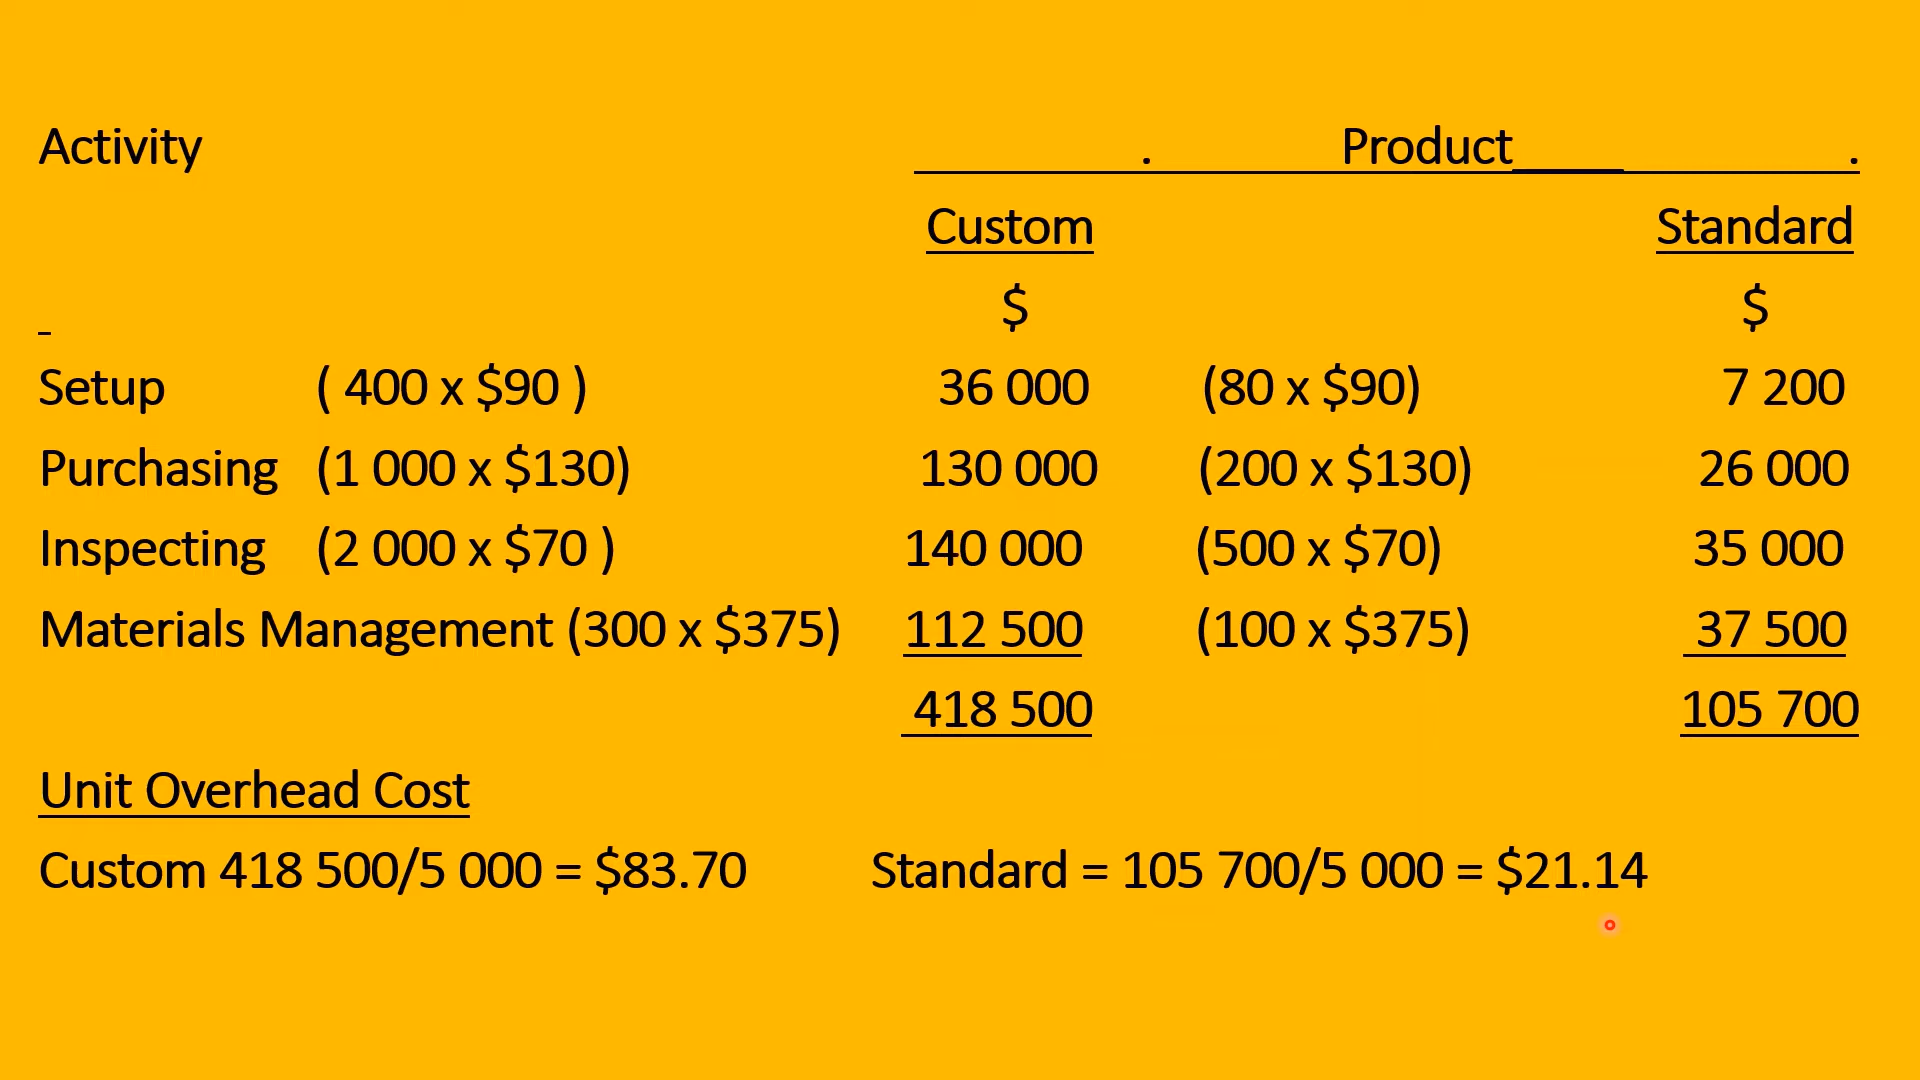 Activity . Product_____ .
Custom Standard
$ $
Setup ( 400 x $90 ) 36 000 (80 x $90) 7 200
Purchasing (1 000 x $130) 130 000 (200 x $130) 26 000
Inspecting (2 000 x $70 ) 140 000 (500 x $70) 35 000
Materials Management (300 x $375) 112 500 (100 x $375) 37 500
418 500 105 700
Unit Overhead Cost
Custom 418 500/5 000 = $83.70 Standard = 105 700/5 000 = $21.14